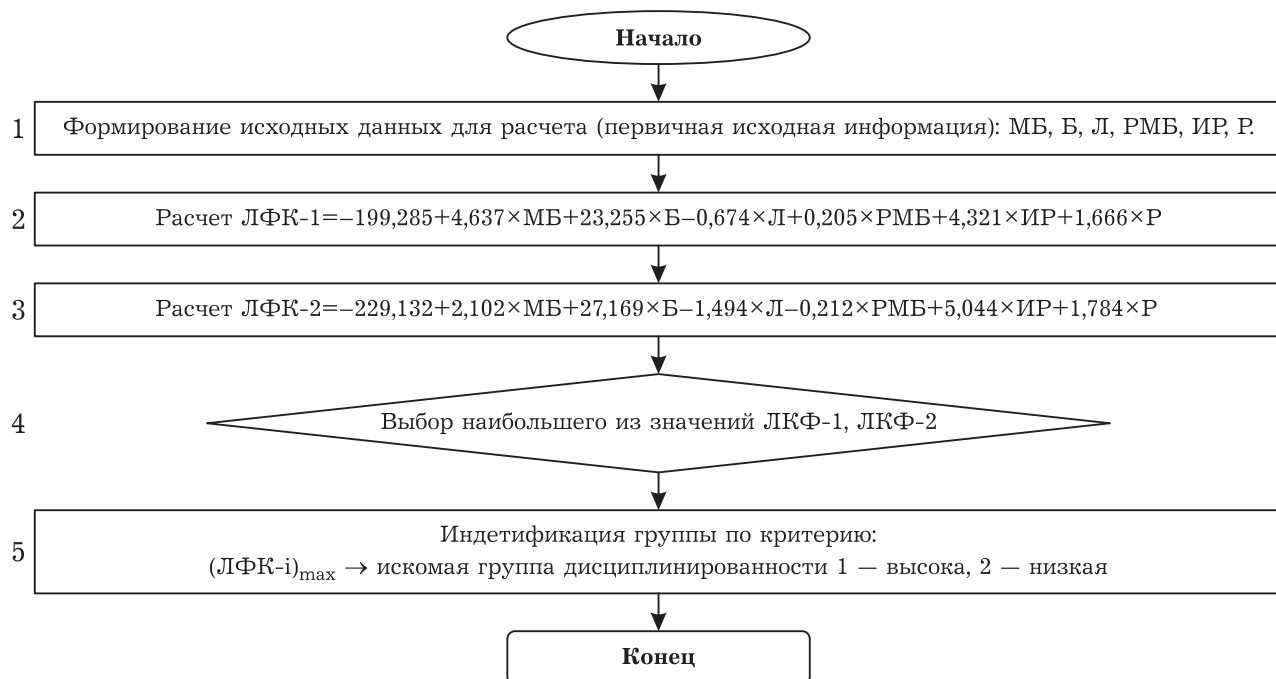 Начало
1 Формирование исходных данных для расчета (первичная исходная информация): МБ, Б, Л, РМБ, ИР, Р.
2 Расчет ЛФК-1=–199,285+4,637×МБ+23,255×Б–0,674×Л+0,205×РМБ+4,321×ИР+1,666×Р
3 Расчет ЛФК-2=–229,132+2,102×МБ+27,169×Б–1,494×Л–0,212×РМБ+5,044×ИР+1,784×Р
4 Выбор наибольшего из значений ЛКФ-1, ЛКФ-2
5 Индетификация группы по критерию:
(ЛФК-i)max → искомая группа дисциплинированности 1 — высока, 2 — низкая
Конец